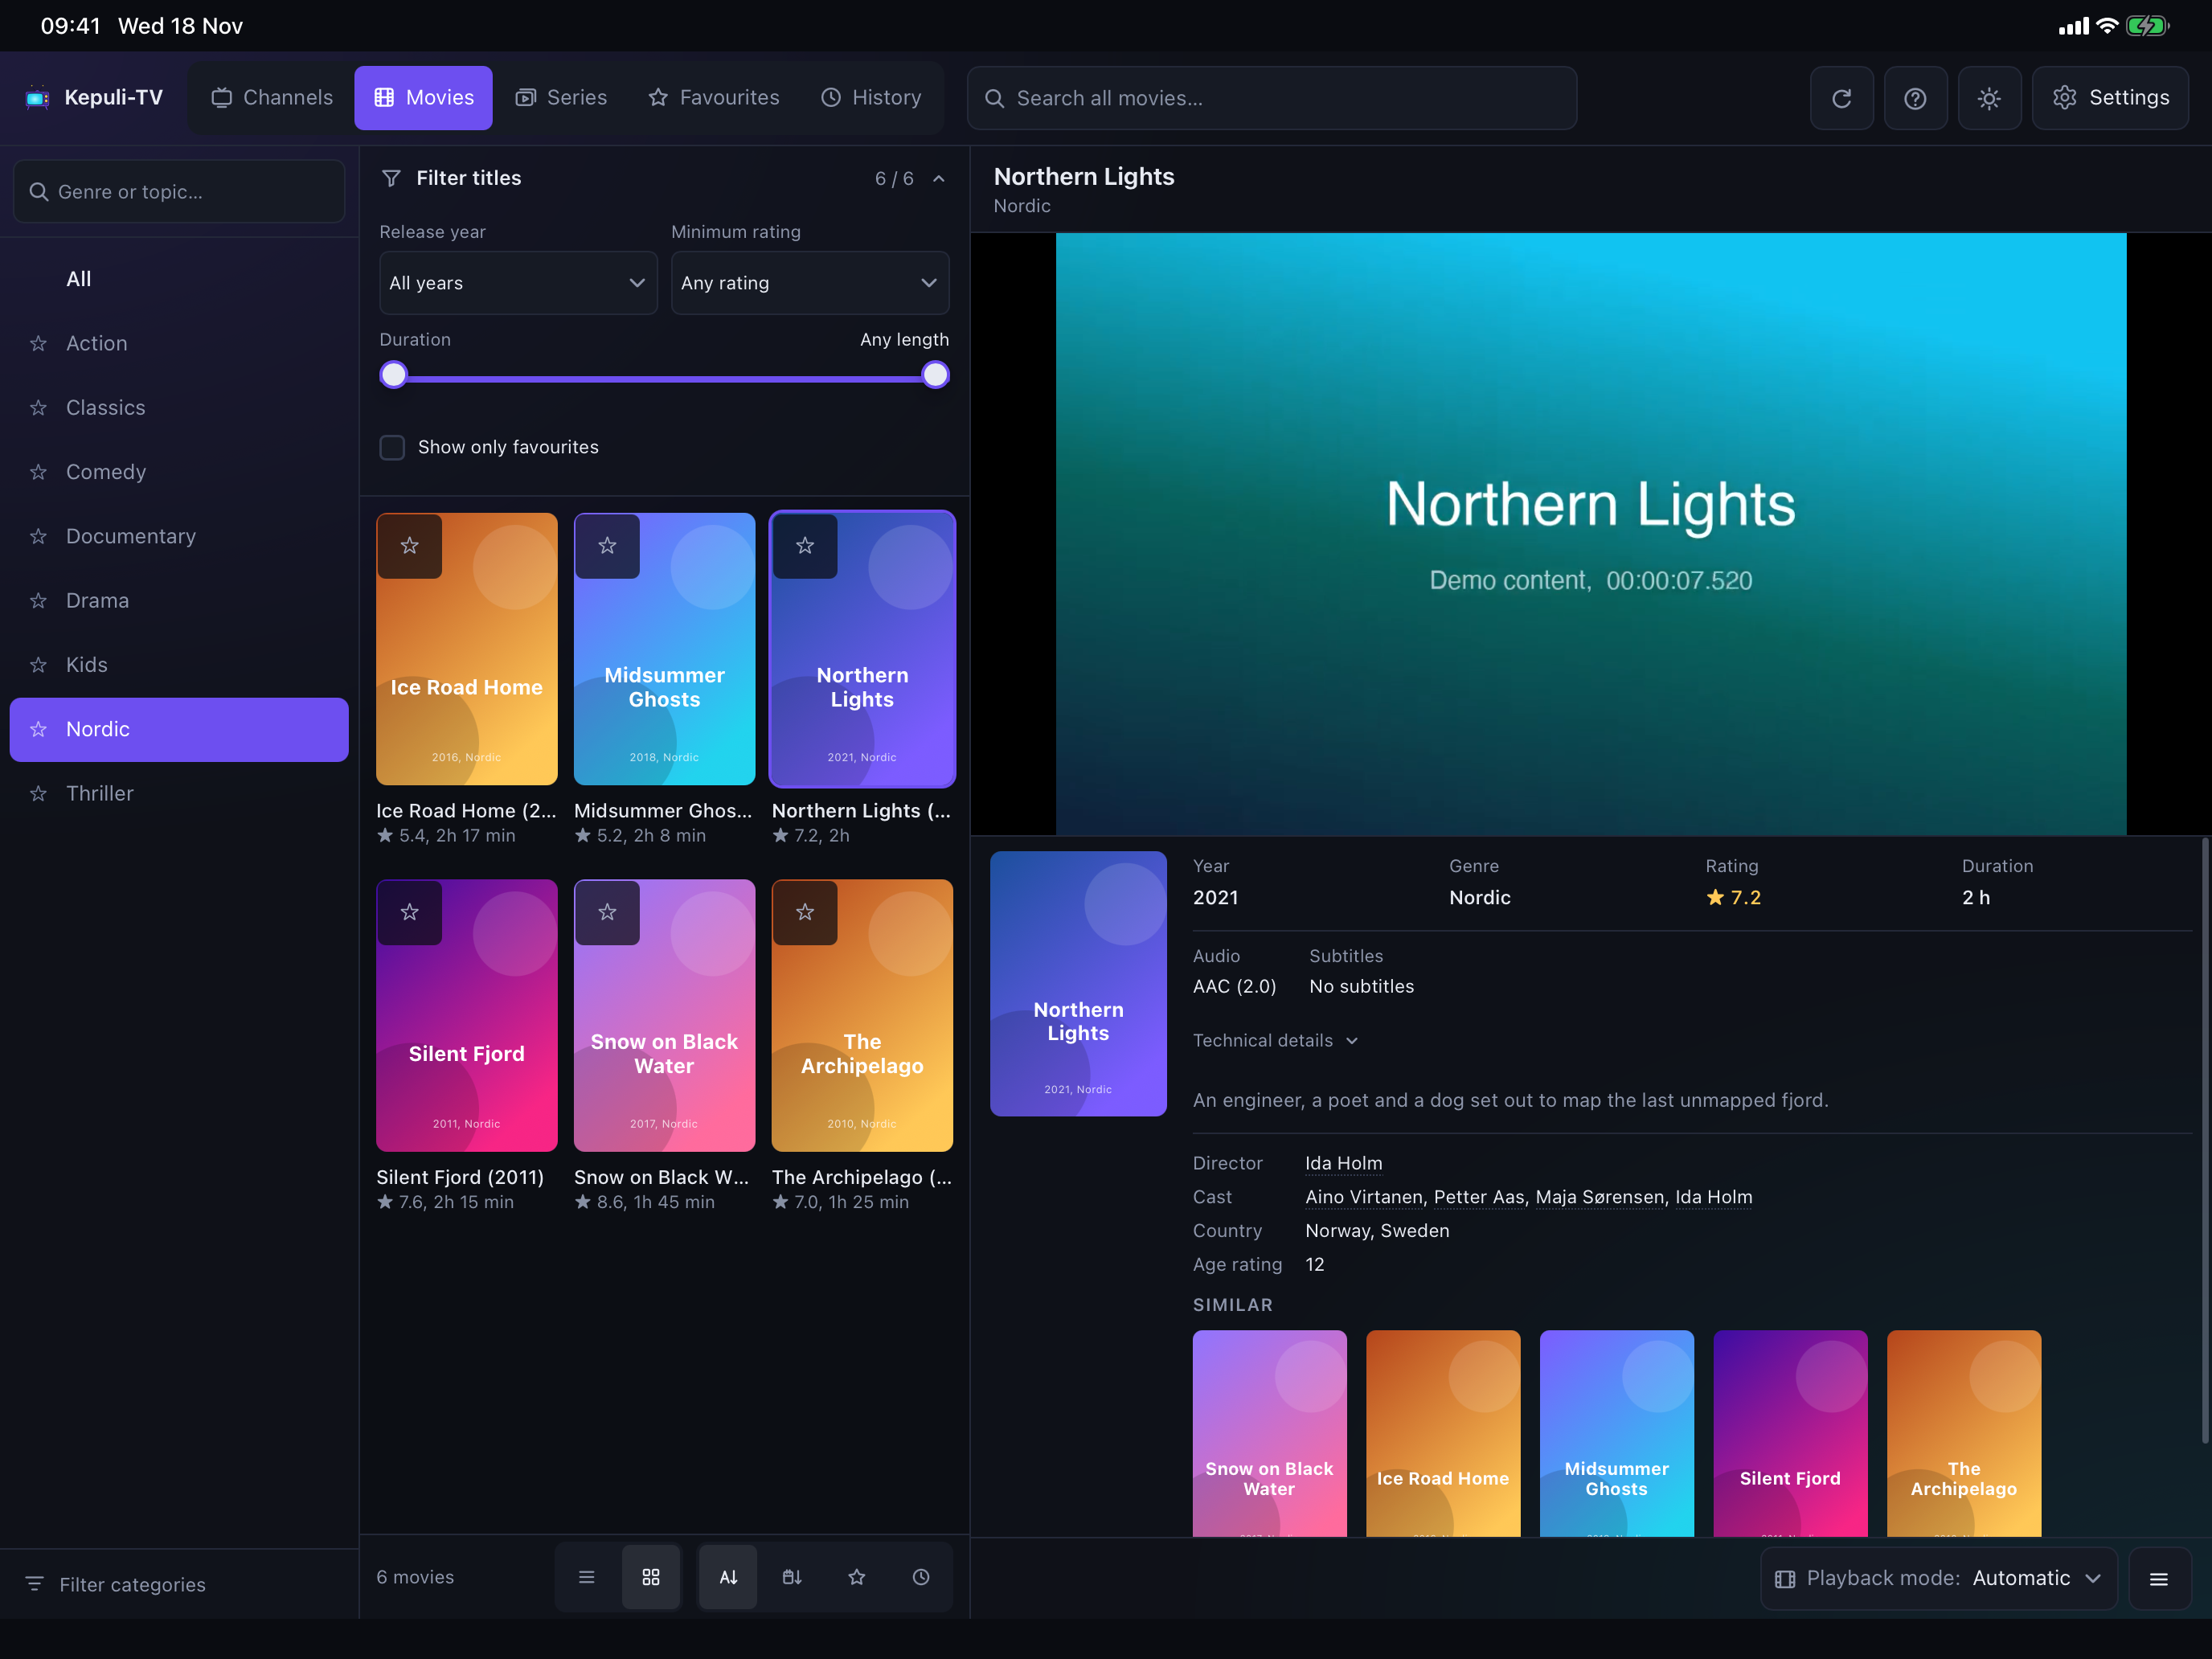 09:41 Wed 18 Nov
Kepuli-TV
Channels
Movies
Series
Favourites
History
Search all movies...
Settings
Genre or topic...
All
Action
Classics
Comedy
Documentary
Drama
Kids
Nordic
Thriller
Filter categories
Filter titles
6 / 6
Release year
Minimum rating
All years
Any rating
Duration
Any length
Show only favourites
Ice Road Home
2016, Nordic
Ice Road Home (2...
★ 5.4, 2h 17 min
Midsummer
Ghosts
2018, Nordic
Midsummer Ghos...
★ 5.2, 2h 8 min
Northern
Lights
2021, Nordic
Northern Lights (...
★ 7.2, 2h
Silent Fjord
2011, Nordic
Silent Fjord (2011)
★ 7.6, 2h 15 min
Snow on Black
Water
2017, Nordic
Snow on Black W...
★ 8.6, 1h 45 min
The
Archipelago
2010, Nordic
The Archipelago (...
★ 7.0, 1h 25 min
6 movies
Northern Lights
Nordic
Northern Lights
Demo content, 00:00:07.520
Northern
Lights
2021, Nordic
Year
2021
Genre
Nordic
Rating
★ 7.2
Duration
2 h
Audio
AAC (2.0)
Subtitles
No subtitles
Technical details
An engineer, a poet and a dog set out to map the last unmapped fjord.
Director Ida Holm
Cast Aino Virtanen, Petter Aas, Maja Sørensen, Ida Holm
Country Norway, Sweden
Age rating 12
SIMILAR
Snow on Black
Water
Ice Road Home
Midsummer
Ghosts
Silent Fjord
The
Archipelago
Playback mode: Automatic